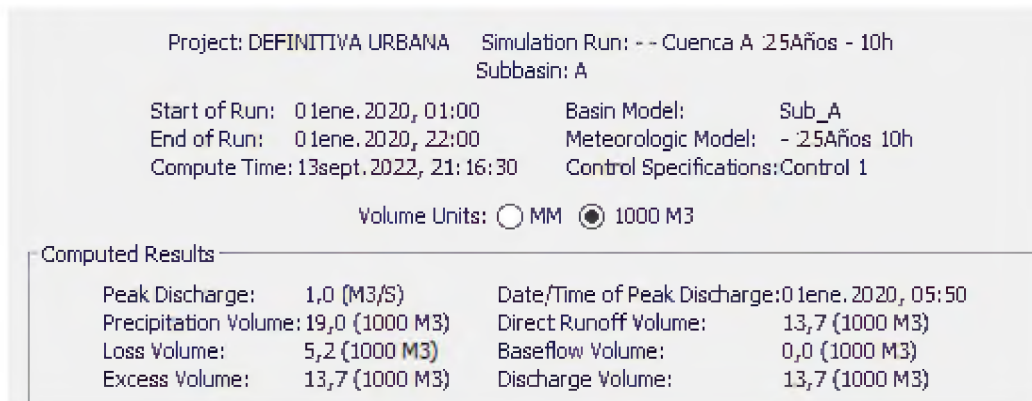 Project: DEFINITIVA URBANA Simulation Run: - - Cuenca A 25Años - 10h
Subbasin: A
Start of Run: 01ene.2020, 01:00 Basin Model: Sub_A
End of Run: 01ene.2020, 22:00 Meteorologic Model: - 25Años 10h
Compute Time: 13sept.2022, 21:16:30 Control Specifications: Control 1
Volume Units: MM 1000 M3
Computed Results
Peak Discharge: 1,0 (M3/S) Date/Time of Peak Discharge: 01ene.2020, 05:50
Precipitation Volume: 19,0 (1000 M3) Direct Runoff Volume: 13,7 (1000 M3)
Loss Volume: 5,2 (1000 M3) Baseflow Volume: 0,0 (1000 M3)
Excess Volume: 13,7 (1000 M3) Discharge Volume: 13,7 (1000 M3)